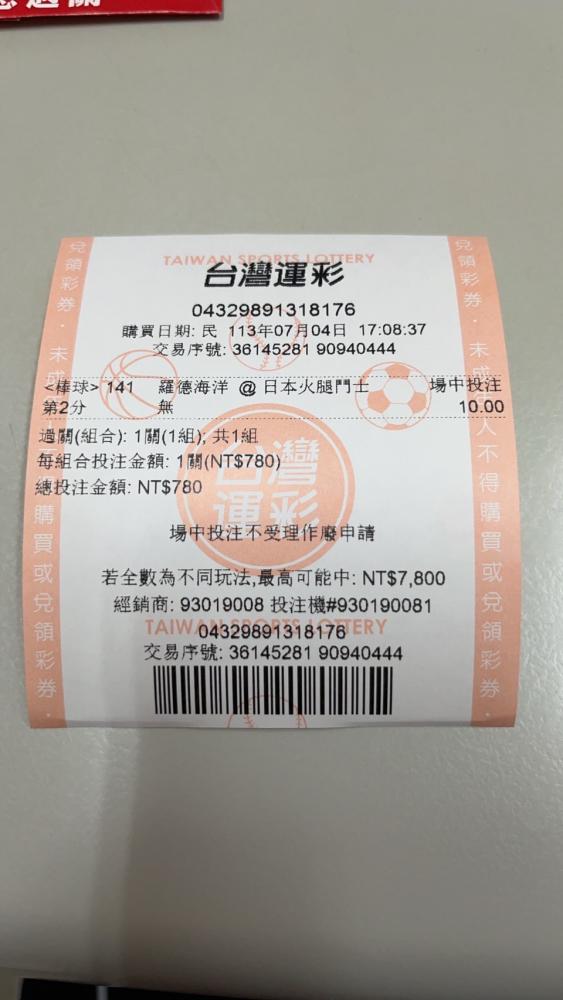 TAIWAN SPORTS LOTTERY
台灣運彩
04329891318176
購買日期: 民 113年07月04日 17:08:37
交易序號: 36145281 90940444
<棒球> 141 羅德海洋 @ 日本火腿鬥士 場中投注
第2分 無 10.00
過關(組合): 1關(1組); 共1組
每組合投注金額: 1關(NT$780)
總投注金額: NT$780
台灣
運彩
場中投注不受理作廢申請
若全數為不同玩法,最高可能中: NT$7,800
經銷商: 93019008 投注機#930190081
TAIWAN SPORTS LOTTERY
04329891318176
交易序號: 36145281 90940444
兌領彩券・未成
購買或兌領彩券・
兌領彩券・未成
人不得購買或兌領彩券・